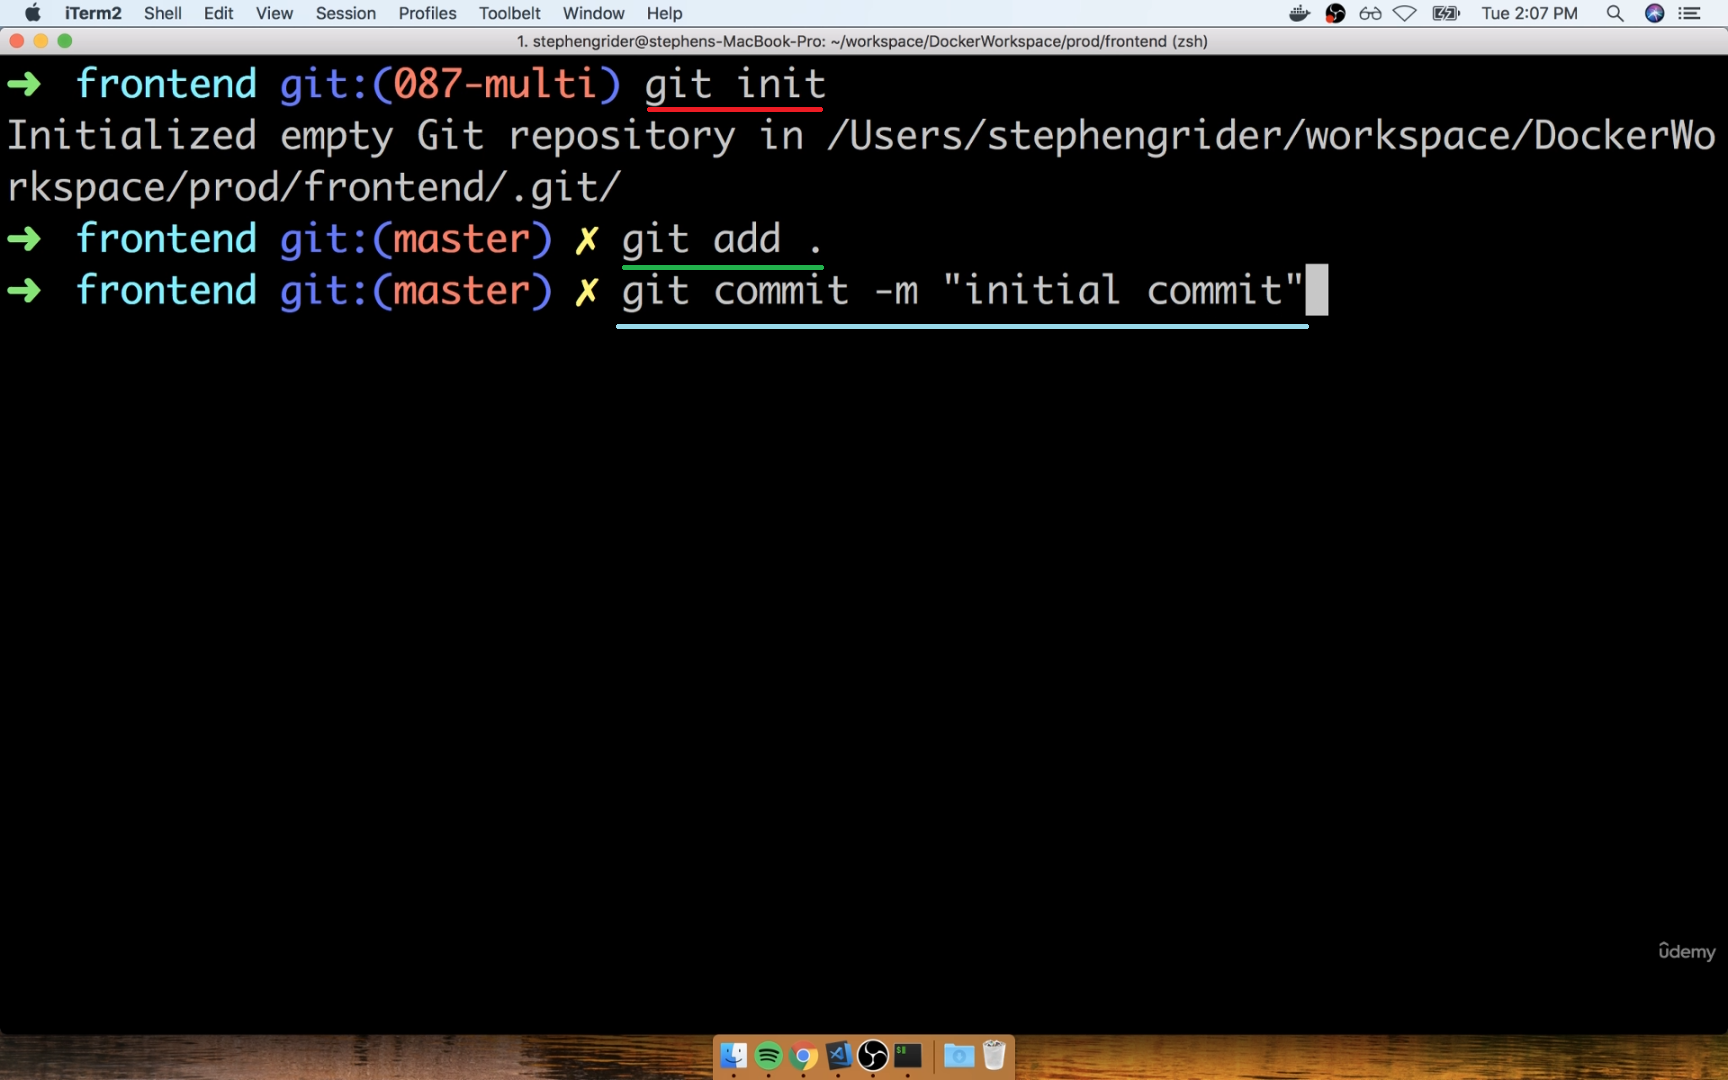 iTerm2 Shell Edit View Session Profiles Toolbelt Window Help Tue 2:07 PM
1. stephengrider@stephens-MacBook-Pro: ~/workspace/DockerWorkspace/prod/frontend (zsh)
➜ frontend git:(087-multi) git init
Initialized empty Git repository in /Users/stephengrider/workspace/DockerWo
rkspace/prod/frontend/.git/
➜ frontend git:(master) ✗ git add .
➜ frontend git:(master) ✗ git commit -m "initial commit"
ûdemy